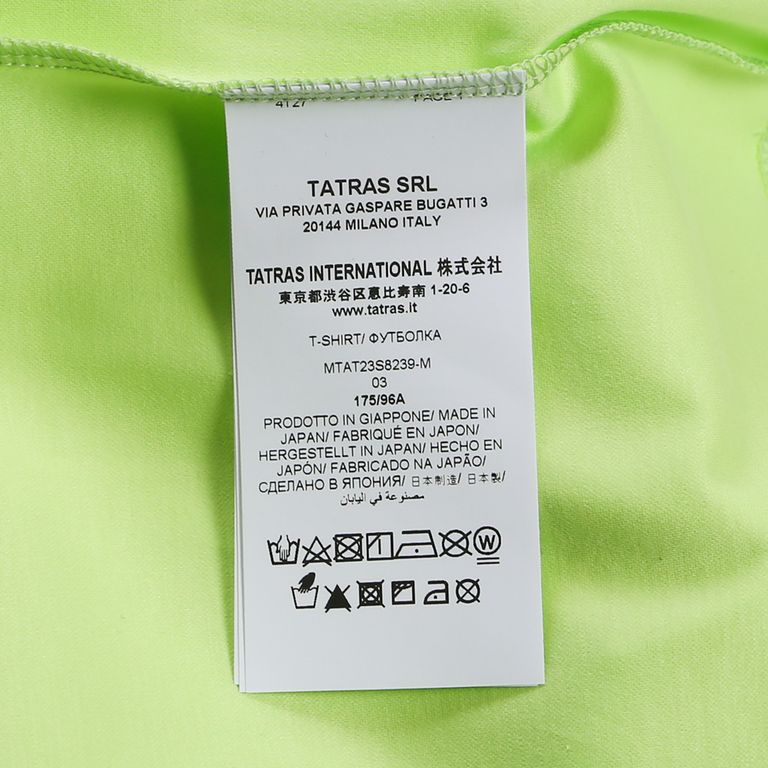 4127 PAGE 1
TATRAS SRL
VIA PRIVATA GASPARE BUGATTI 3
20144 MILANO ITALY
TATRAS INTERNATIONAL 株式会社
東京都渋谷区恵比寿南 1-20-6
www.tatras.it
T-SHIRT/ ФУТБОЛКА
MTAT23S8239-M
03
175/96A
PRODOTTO IN GIAPPONE/ MADE IN
JAPAN/ FABRIQUÉ EN JAPON/
HERGESTELLT IN JAPAN/ HECHO EN
JAPÓN/ FABRICADO NA JAPÃO/
СДЕЛАНО В ЯПОНИЯ/ 日本制造/ 日本製/
مصنوعة في اليابان
W